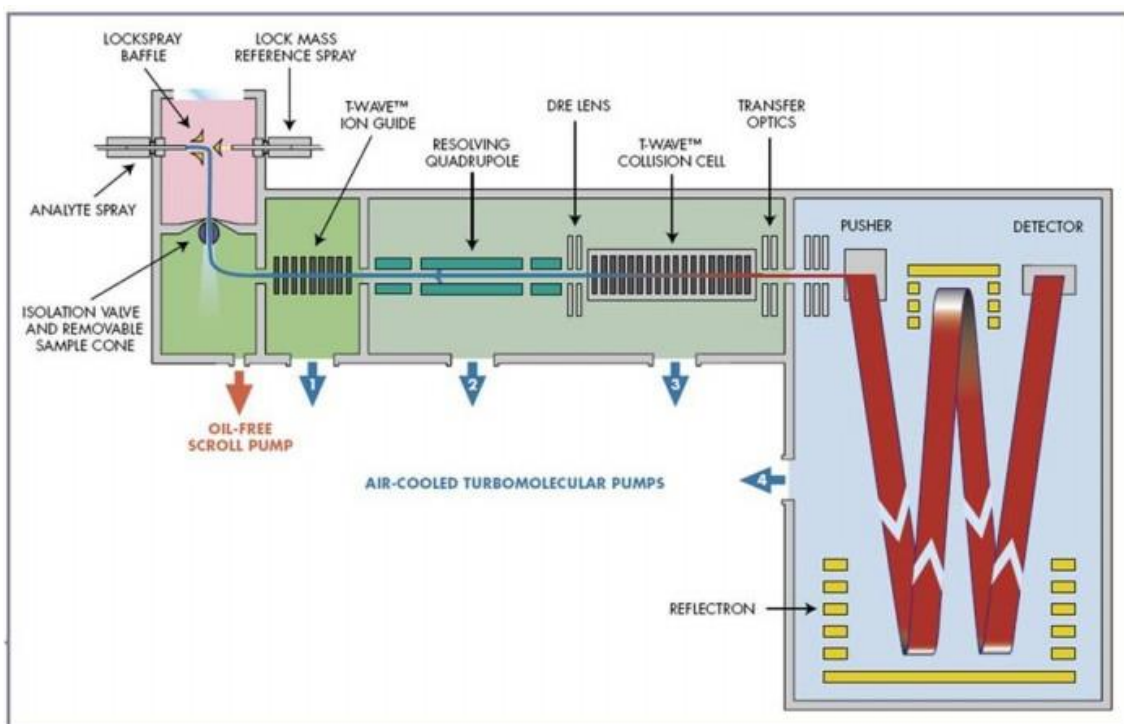 LOCKSPRAY
BAFFLE
LOCK MASS
REFERENCE SPRAY
T-WAVE™
ION GUIDE
RESOLVING
QUADRUPOLE
DRE LENS
T-WAVE™
COLLISION CELL
TRANSFER
OPTICS
ANALYTE SPRAY
PUSHER
DETECTOR
ISOLATION VALVE
AND REMOVABLE
SAMPLE CONE
1
2
3
OIL-FREE
SCROLL PUMP
AIR-COOLED TURBOMOLECULAR PUMPS
4
REFLECTRON